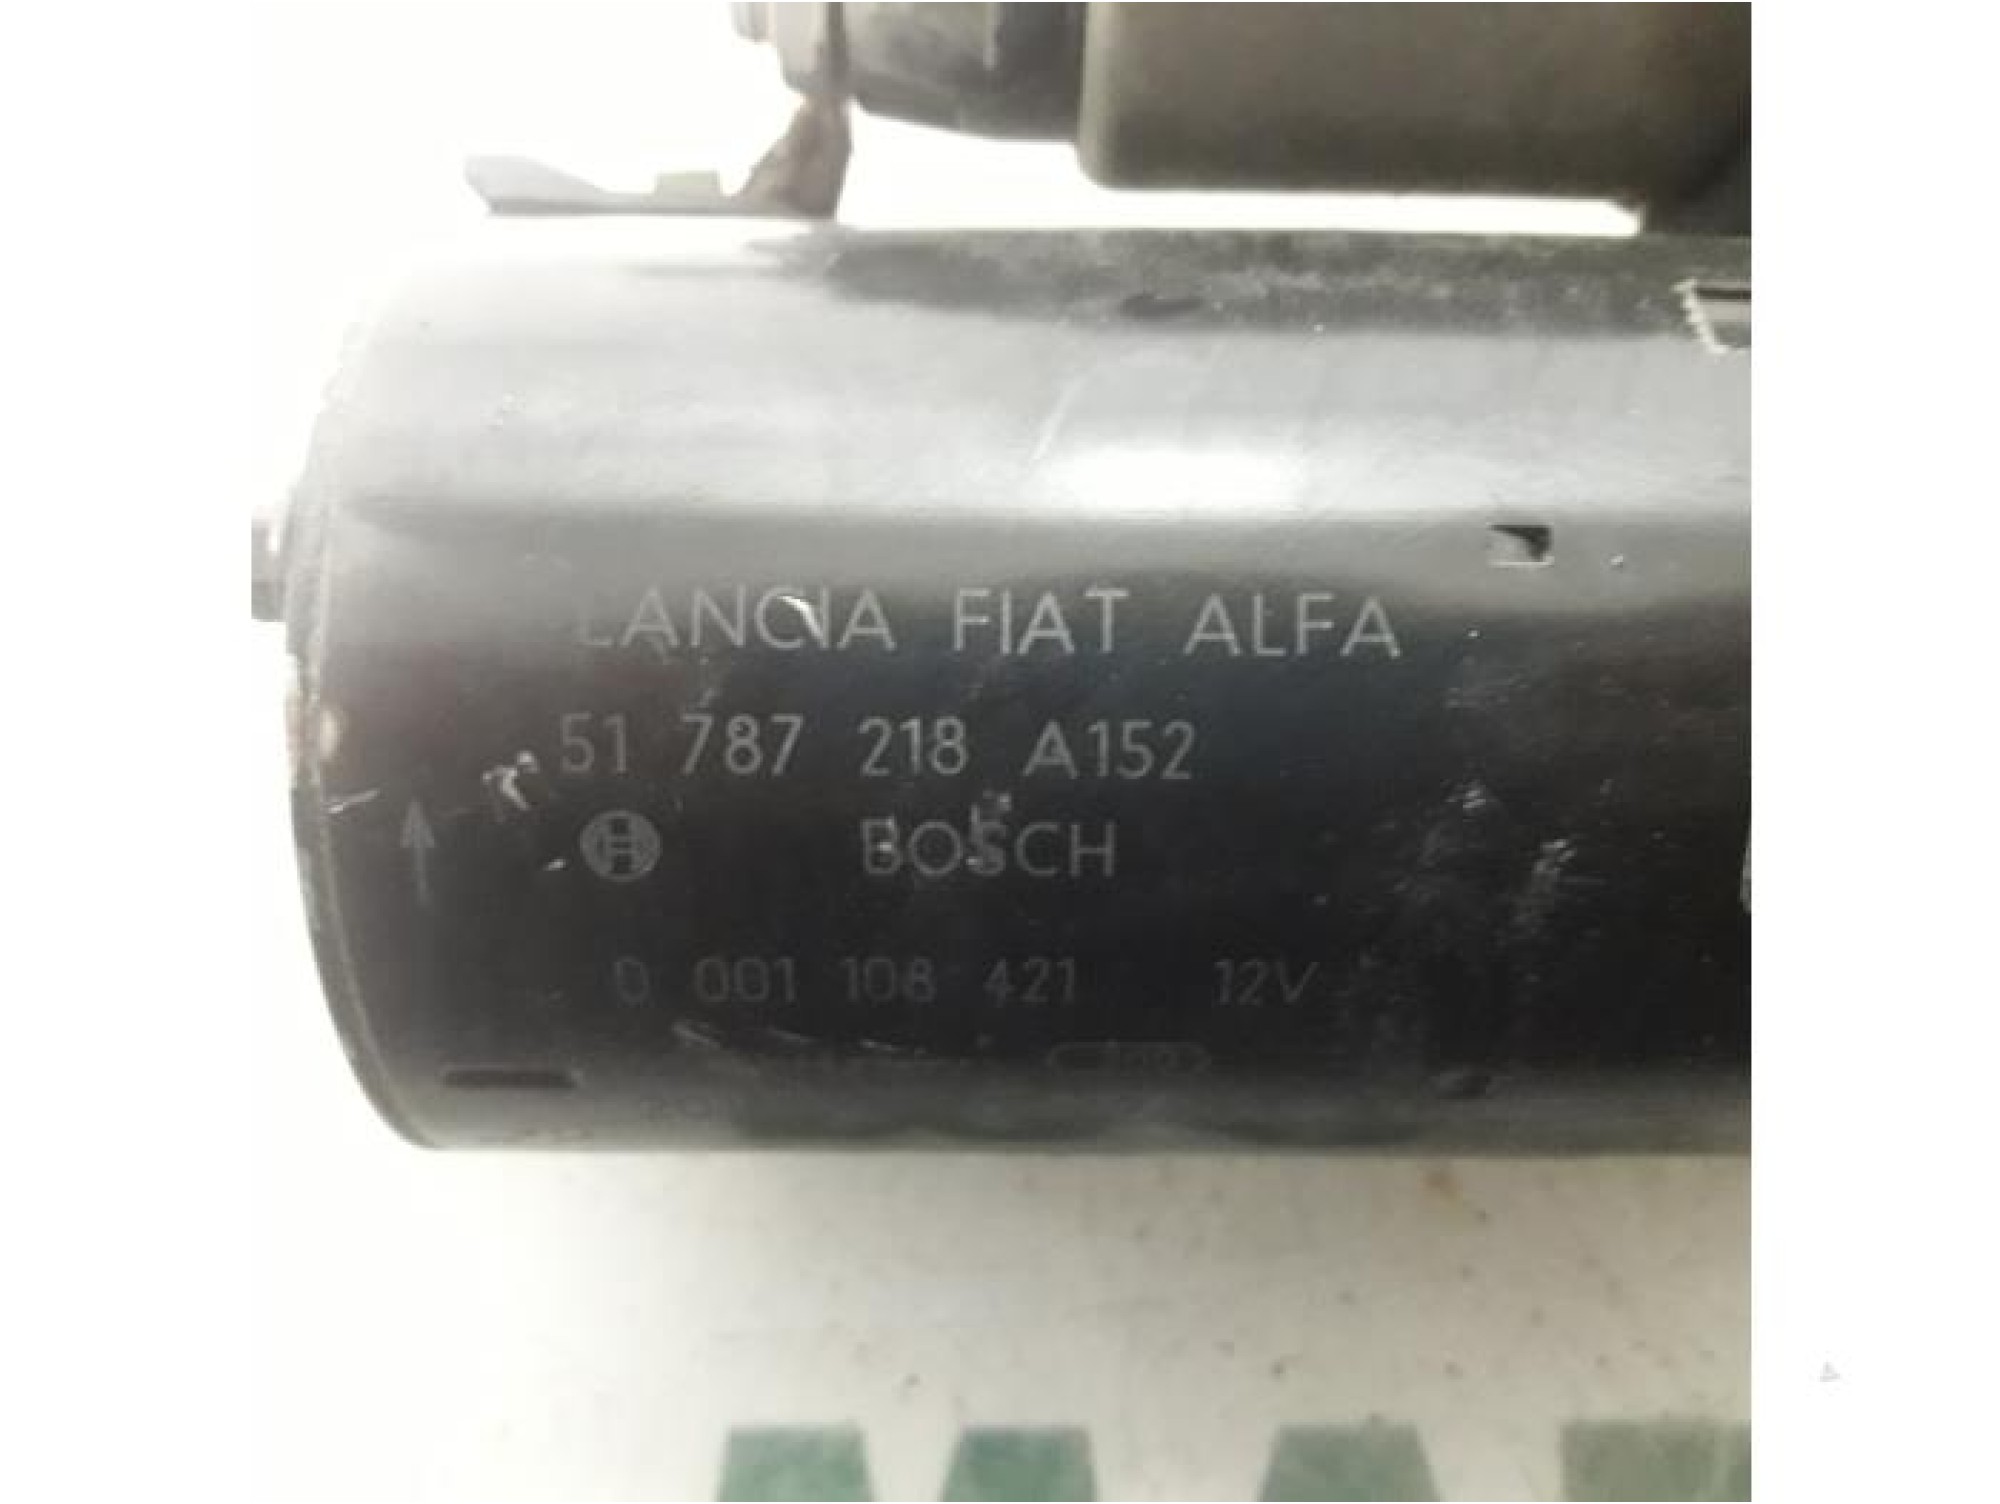 LANCIA FIAT ALFA
51 787 218 A152
BOSCH
0 001 108 421 12V